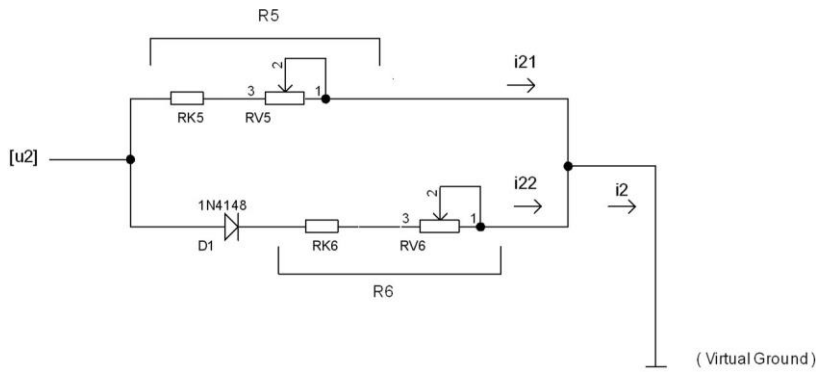 R5
i21
2
3
1
RK5
RV5
[u2]
i22
i2
1N4148
2
3
1
D1
RK6
RV6
R6
( Virtual Ground )